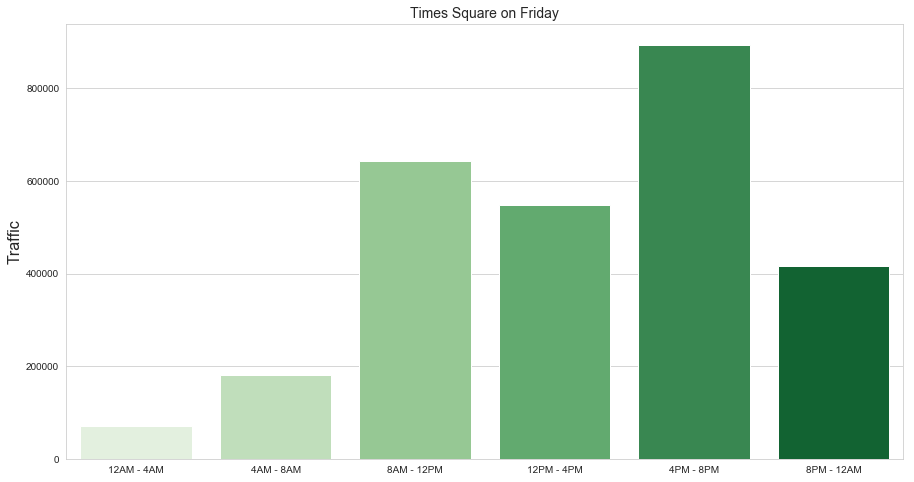 Times Square on Friday
Traffic
800000
600000
400000
200000
0
12AM - 4AM
4AM - 8AM
8AM - 12PM
12PM - 4PM
4PM - 8PM
8PM - 12AM